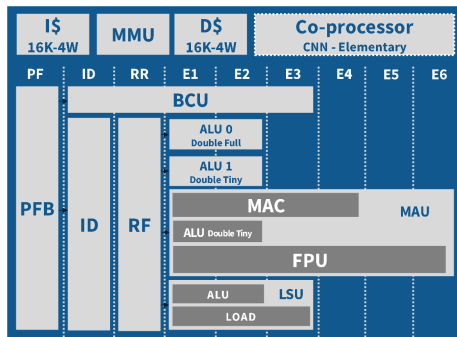 I$
16K-4W
MMU
D$
16K-4W
Co-processor
CNN - Elementary
PF ID RR E1 E2 E3 E4 E5 E6
BCU
ALU 0
Double Full
ALU 1
Double Tiny
PFB
ID
RF
MAC
MAU
ALU Double Tiny
FPU
ALU
LSU
LOAD